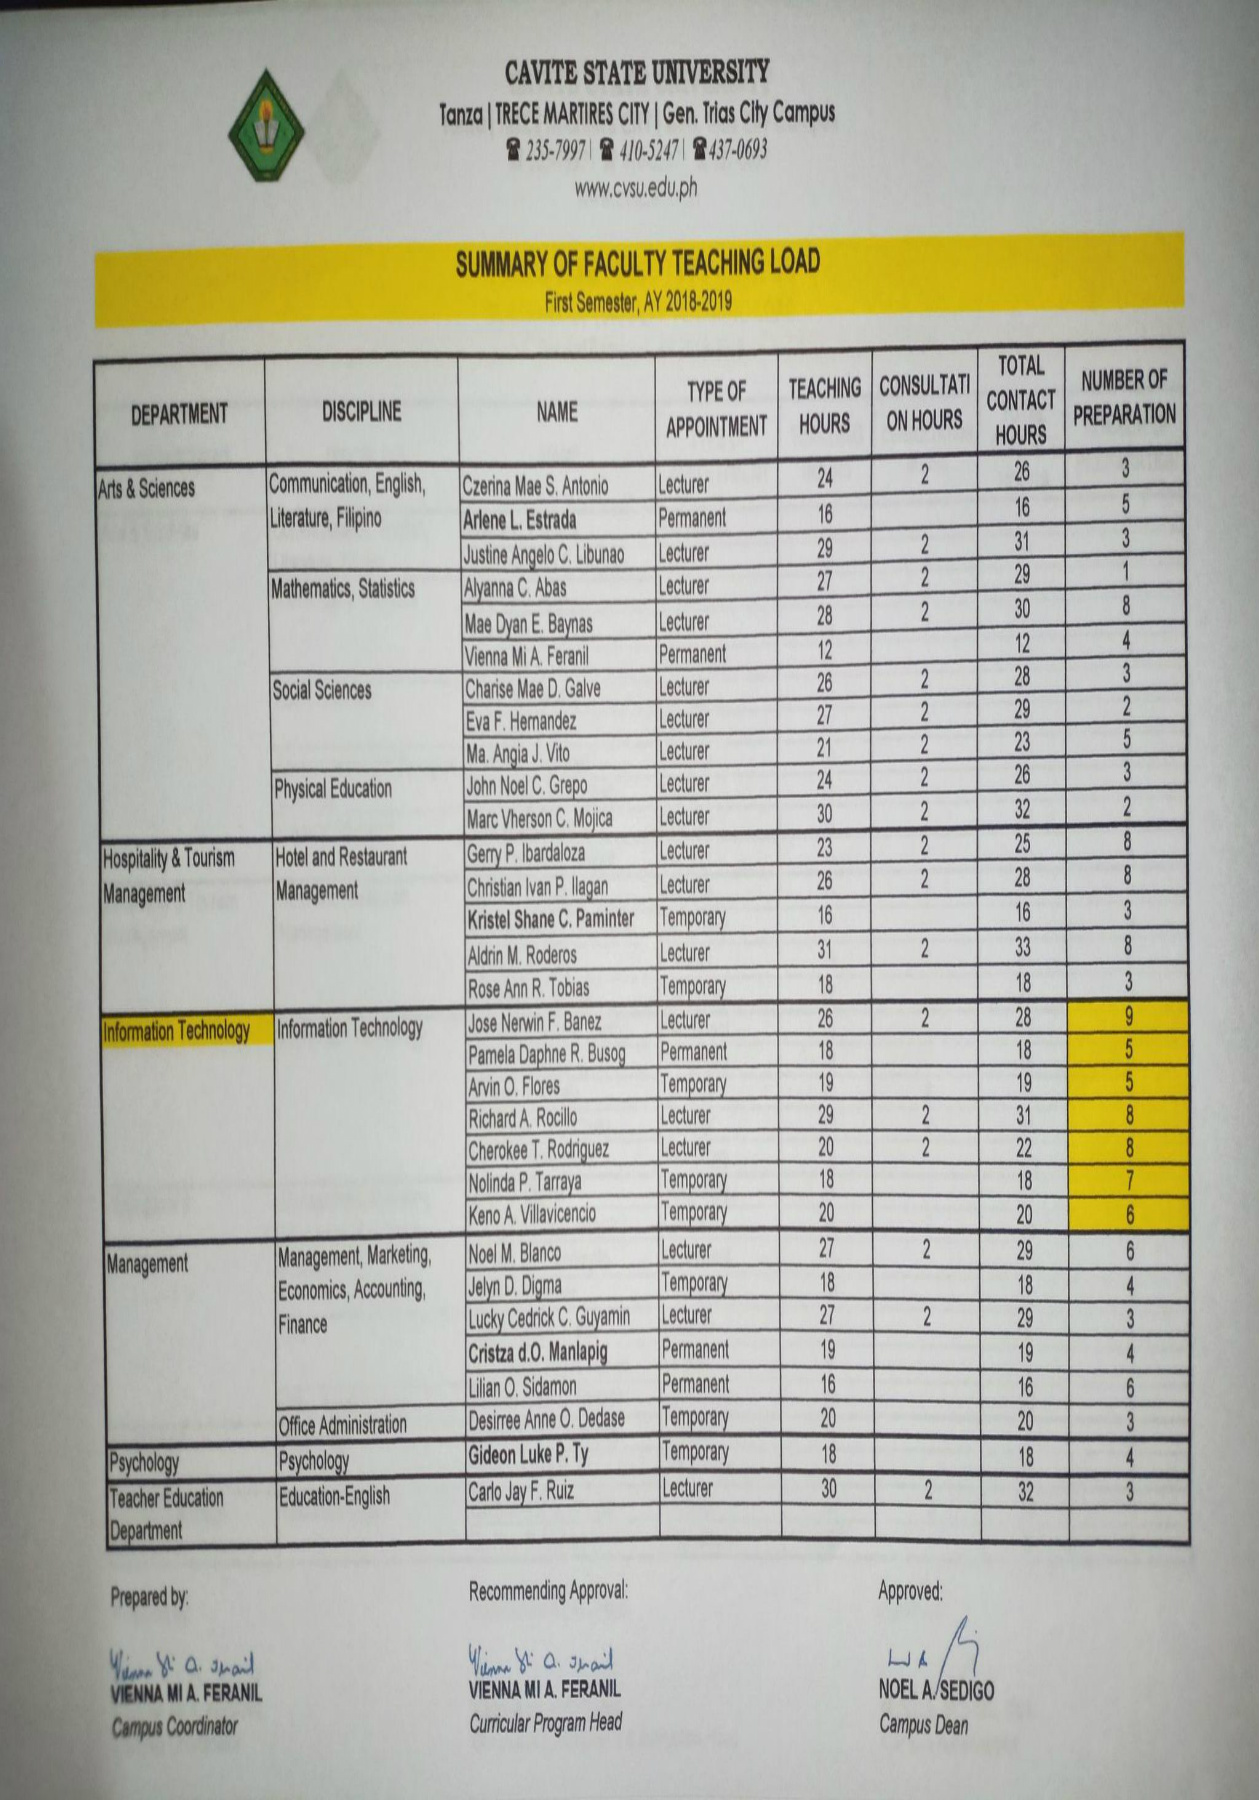 CAVITE STATE UNIVERSITY
Tanza | TRECE MARTIRES CITY | Gen. Trias City Campus
☎ 235-7997 | ☎ 410-5247 | ☎437-0693
www.cvsu.edu.ph
SUMMARY OF FACULTY TEACHING LOAD
First Semester, AY 2018-2019
DEPARTMENT DISCIPLINE NAME TYPE OF APPOINTMENT TEACHING HOURS CONSULTATI ON HOURS TOTAL CONTACT HOURS NUMBER OF PREPARATION
Arts & Sciences Communication, English, Czerina Mae S. Antonio Lecturer 24 2 26 3
Literature, Filipino Arlene L. Estrada Permanent 16 16 5
Justine Angelo C. Libunao Lecturer 29 2 31 3
Mathematics, Statistics Alyanna C. Abas Lecturer 27 2 29 1
Mae Dyan E. Baynas Lecturer 28 2 30 8
Vienna Mi A. Feranil Permanent 12 12 4
Social Sciences Charise Mae D. Galve Lecturer 26 2 28 3
Eva F. Hernandez Lecturer 27 2 29 2
Ma. Angia J. Vito Lecturer 21 2 23 5
Physical Education John Noel C. Grepo Lecturer 24 2 26 3
Marc Vherson C. Mojica Lecturer 30 2 32 2
Hospitality & Tourism Hotel and Restaurant Gerry P. Ibardaloza Lecturer 23 2 25 8
Management Management Christian Ivan P. Ilagan Lecturer 26 2 28 8
Kristel Shane C. Paminter Temporary 16 16 3
Aldrin M. Roderos Lecturer 31 2 33 8
Rose Ann R. Tobias Temporary 18 18 3
Information Technology Information Technology Jose Nerwin F. Banez Lecturer 26 2 28 9
Pamela Daphne R. Busog Permanent 18 18 5
Arvin O. Flores Temporary 19 19 5
Richard A. Rocillo Lecturer 29 2 31 8
Cherokee T. Rodriguez Lecturer 20 2 22 8
Nolinda P. Tarraya Temporary 18 18 7
Keno A. Villavicencio Temporary 20 20 6
Management Management, Marketing, Noel M. Blanco Lecturer 27 2 29 6
Economics, Accounting, Jelyn D. Digma Temporary 18 18 4
Finance Lucky Cedrick C. Guyamin Lecturer 27 2 29 3
Cristza d.O. Manlapig Permanent 19 19 4
Lilian O. Sidamon Permanent 16 16 6
Office Administration Desirree Anne O. Dedase Temporary 20 20 3
Psychology Psychology Gideon Luke P. Ty Temporary 18 18 4
Teacher Education Education-English Carlo Jay F. Ruiz Lecturer 30 2 32 3
Department
Prepared by: Recommending Approval: Approved:
VIENNA MI A. FERANIL VIENNA MI A. FERANIL NOEL A. SEDIGO
Campus Coordinator Curricular Program Head Campus Dean